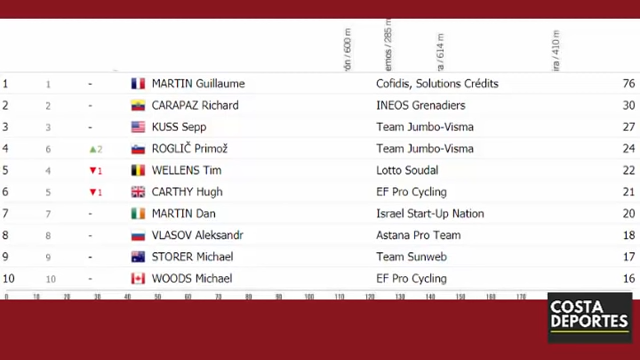 rón / 600 m
emos / 285 m
ra / 614 m
eira / 410 m
1 1 - MARTIN Guillaume Cofidis, Solutions Crédits 76
2 2 - CARAPAZ Richard INEOS Grenadiers 30
3 3 - KUSS Sepp Team Jumbo-Visma 27
4 6 ▲2 ROGLIČ Primož Team Jumbo-Visma 24
5 4 ▼1 WELLENS Tim Lotto Soudal 22
6 5 ▼1 CARTHY Hugh EF Pro Cycling 21
7 7 - MARTIN Dan Israel Start-Up Nation 20
8 8 - VLASOV Aleksandr Astana Pro Team 18
9 9 - STORER Michael Team Sunweb 17
10 10 - WOODS Michael EF Pro Cycling 16
0 10 20 30 40 50 60 70 80 90 100 110 120 130 140 150 160 170
COSTA
DEPORTES